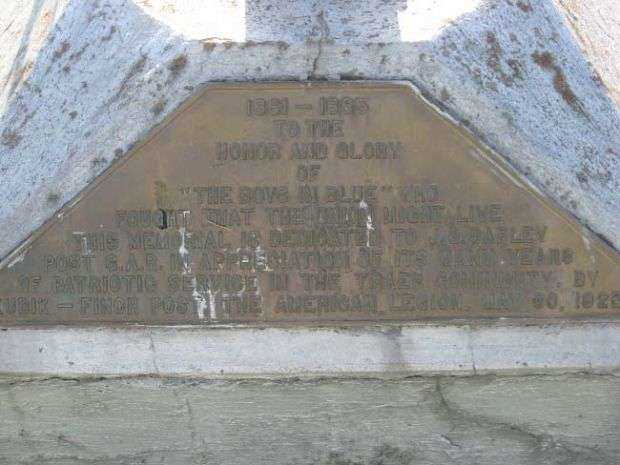 1861 - 1865
TO THE
HONOR AND GLORY
OF
"THE BOYS IN BLUE" WHO
FOUGHT THAT THE UNION MIGHT LIVE
THIS MEMORIAL IS DEDICATED TO
POST G.A.R. IN APPRECIATION OF ITS MANY YEARS
OF PATRIOTIC SERVICE IN THE TRAER COMMUNITY, BY
KUBIK - FINCH POST, THE AMERICAN LEGION. MAY 30,